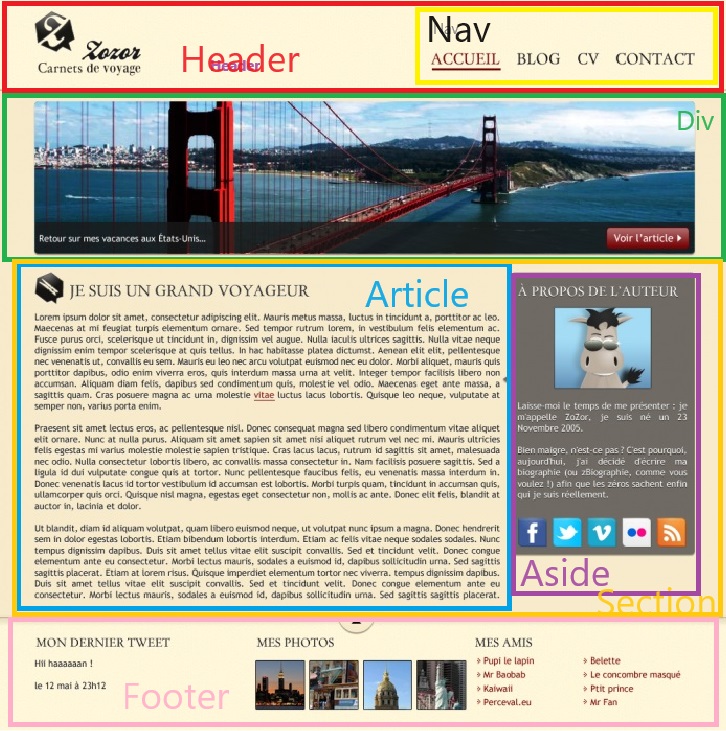 Nav
Zozor
Carnets de voyage
Header
Header
ACCUEIL BLOG CV CONTACT
Div
Retour sur mes vacances aux États-Unis...
Voir l'article
JE SUIS UN GRAND VOYAGEUR
Article
Lorem ipsum dolor sit amet, consectetur adipiscing elit. Mauris metus massa, luctus in tincidunt a, porttitor ac leo.
Maecenas at mi feugiat turpis elementum ornare. Sed tempor rutrum lorem, in vestibulum felis elementum ac.
Fusce purus orci, scelerisque ut tincidunt in, dignissim vel augue. Nulla iaculis ultrices sagittis. Nulla vitae neque
dignissim enim tempor scelerisque at quis tellus. In hac habitasse platea dictumst. Aenean elit elit, pellentesque
nec venenatis ut, convallis eu sem. Mauris eu leo nec arcu volutpat euismod nec eu dolor. Morbi aliquet, mauris quis
porttitor dapibus, odio enim viverra eros, quis interdum massa urna at velit. Integer tempor facilisis libero non
accumsan. Aliquam diam felis, dapibus sed condimentum quis, molestie vel odio. Maecenas eget ante massa, a
sagittis quam. Cras posuere magna ac urna molestie vitae luctus lacus lobortis. Quisque leo neque, vulputate at
semper non, varius porta enim.
Praesent sit amet lectus eros, ac pellentesque nisl. Donec consequat magna sed libero condimentum vitae aliquet
elit ornare. Nunc at nulla purus. Aliquam sit amet sapien sit amet nisi aliquet rutrum vel nec mi. Mauris ultricies
felis egestas mi varius molestie molestie sapien tristique. Cras lacus lacus, rutrum id sagittis sit amet, malesuada
nec odio. Nulla consectetur lobortis libero, ac convallis massa consectetur in. Nam facilisis posuere sagittis. Sed a
ligula id dui vulputate congue quis at tortor. Nunc pellentesque faucibus felis, eu venenatis massa interdum in.
Donec venenatis lacus id tortor vestibulum id accumsan est lobortis. Morbi turpis quam, tincidunt in accumsan quis,
ullamcorper quis orci. Quisque nisl magna, egestas eget consectetur non, mollis ac ante. Donec elit felis, blandit at
auctor in, lacinia et dolor.
Ut blandit, diam id aliquam volutpat, quam libero euismod neque, ut volutpat nunc ipsum a magna. Donec hendrerit
sem in dolor egestas lobortis. Etiam bibendum lobortis interdum. Etiam ac felis vitae neque sodales sodales. Nunc
tempus dignissim dapibus. Duis sit amet tellus vitae elit suscipit convallis. Sed et tincidunt velit. Donec congue
elementum ante eu consectetur. Morbi lectus mauris, sodales a euismod id, dapibus sollicitudin urna. Sed sagittis
sagittis placerat. Etiam at lorem risus. Quisque imperdiet elementum tortor nec viverra. tempus dignissim dapibus.
Duis sit amet tellus vitae elit suscipit convallis. Sed et tincidunt velit. Donec congue elementum ante eu
consectetur. Morbi lectus mauris, sodales a euismod id, dapibus sollicitudin urna. Sed sagittis sagittis placerat.
À PROPOS DE L'AUTEUR
Laisse-moi le temps de me présenter : je
m'appelle Zozor, je suis né un 23
Novembre 2005.
Bien maigre, n'est-ce pas ? C'est pourquoi,
aujourd'hui, j'ai décidé d'écrire ma
biographie (ou zBiographie, comme vous
voulez !) afin que les zéros sachent enfin
qui je suis réellement.
Aside
Section
MON DERNIER TWEET
Hii haaaaaan !
le 12 mai à 23h12
MES PHOTOS
MES AMIS
Pupi le lapin
Mr Baobab
Kaiwaii
Perceval.eu
Belette
Le concombre masqué
Ptit prince
Mr Fan
Footer